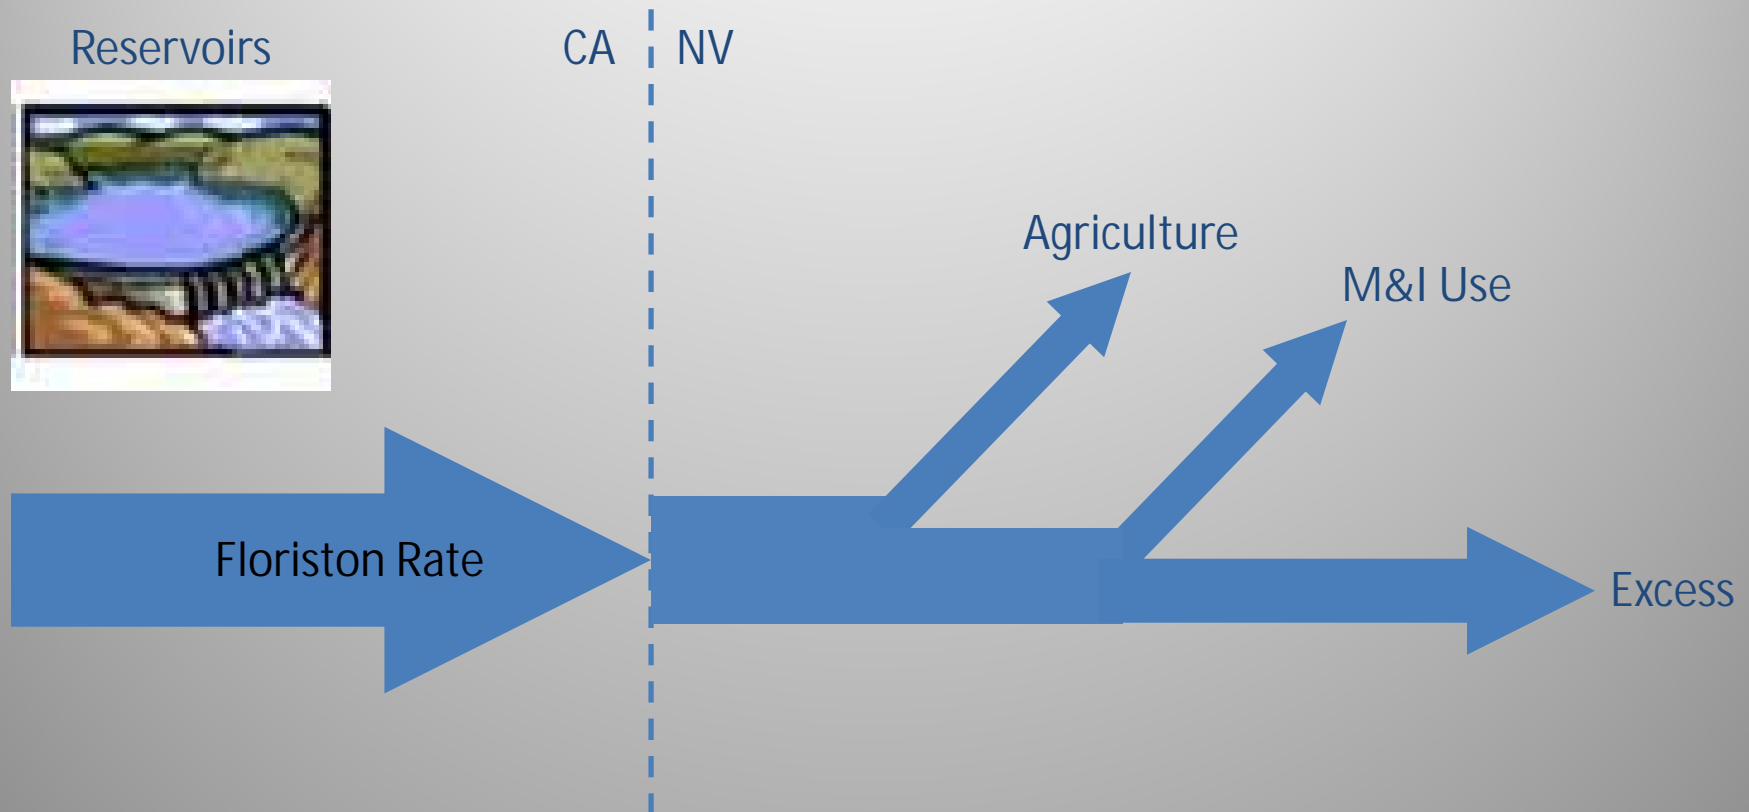 Reservoirs
CA
NV
Agriculture
M&I Use
Floriston Rate
Excess